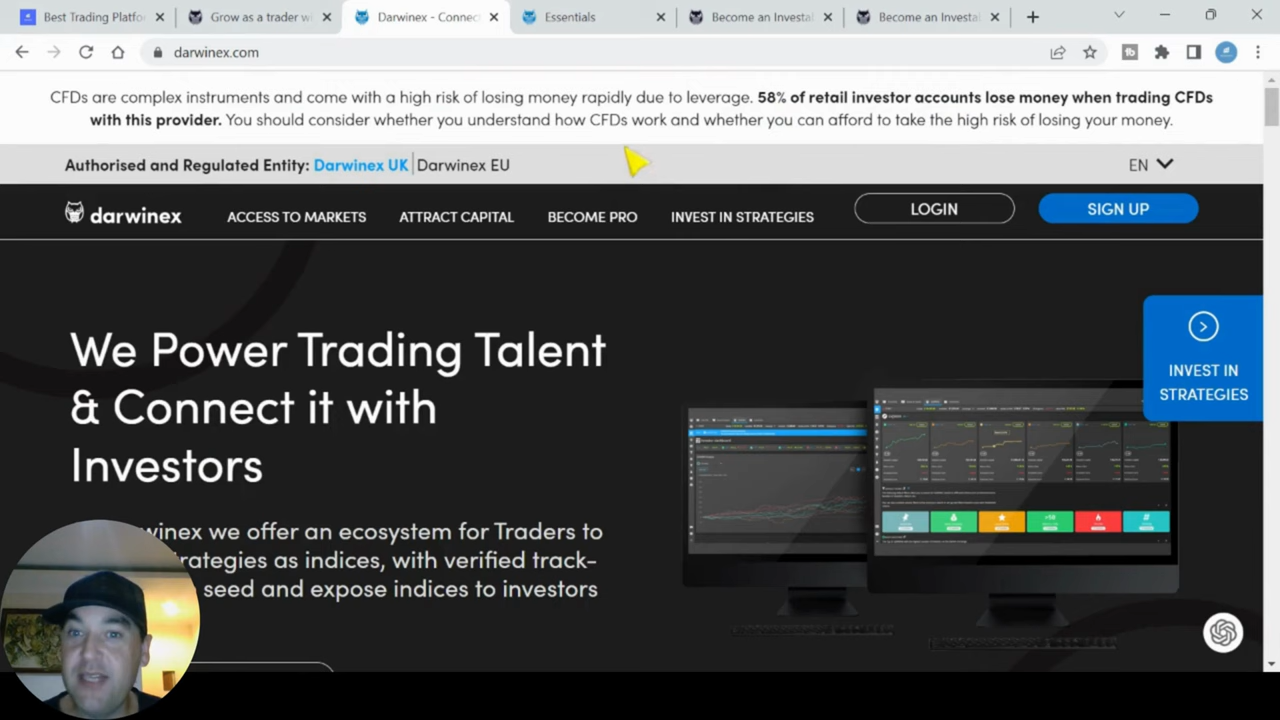 Best Trading Platfo
Grow as a trader wi
Darwinex - Connec
Essentials
Become an Investa
Become an Investa
darwinex.com
CFDs are complex instruments and come with a high risk of losing money rapidly due to leverage. 58% of retail investor accounts lose money when trading CFDs
with this provider. You should consider whether you understand how CFDs work and whether you can afford to take the high risk of losing your money.
Authorised and Regulated Entity: Darwinex UK | Darwinex EU
EN
darwinex
ACCESS TO MARKETS
ATTRACT CAPITAL
BECOME PRO
INVEST IN STRATEGIES
LOGIN
SIGN UP
We Power Trading Talent
& Connect it with
Investors
INVEST IN
STRATEGIES
winex we offer an ecosystem for Traders to
rategies as indices, with verified track-
seed and expose indices to investors